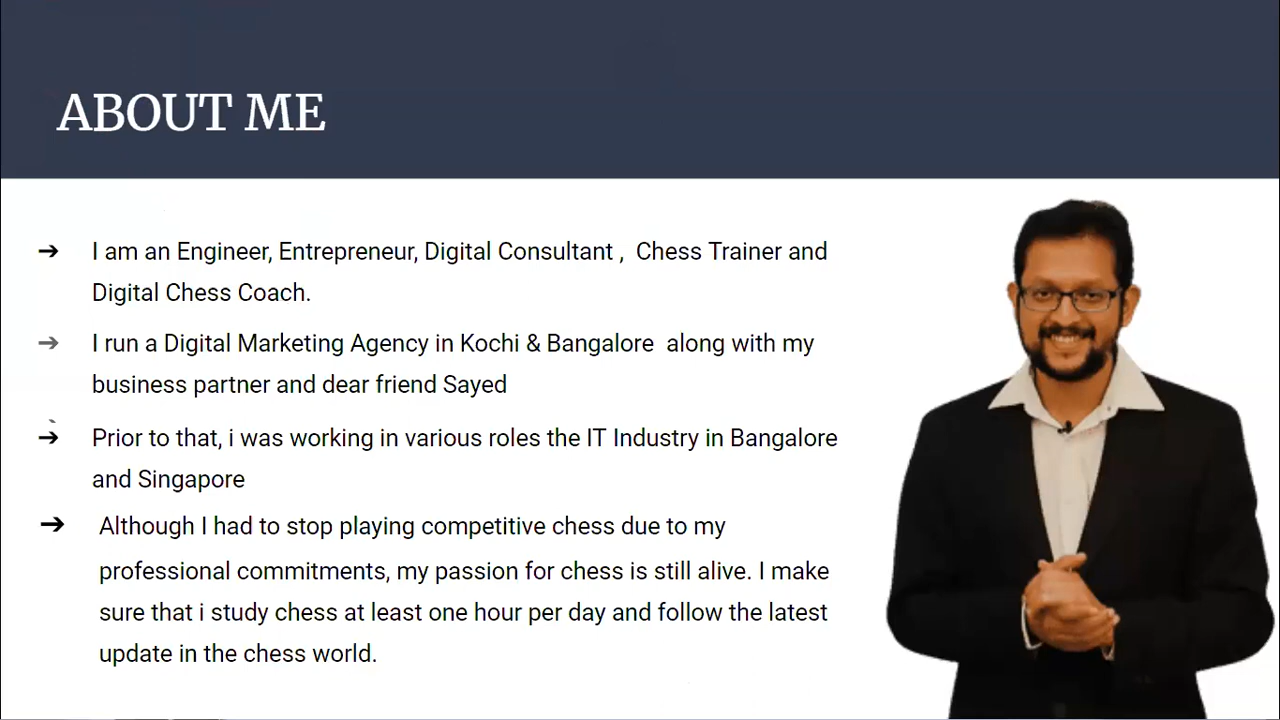 ABOUT ME
➔ I am an Engineer, Entrepreneur, Digital Consultant , Chess Trainer and
Digital Chess Coach.
➔ I run a Digital Marketing Agency in Kochi & Bangalore along with my
business partner and dear friend Sayed
➔ Prior to that, i was working in various roles the IT Industry in Bangalore
and Singapore
➔ Although I had to stop playing competitive chess due to my
professional commitments, my passion for chess is still alive. I make
sure that i study chess at least one hour per day and follow the latest
update in the chess world.